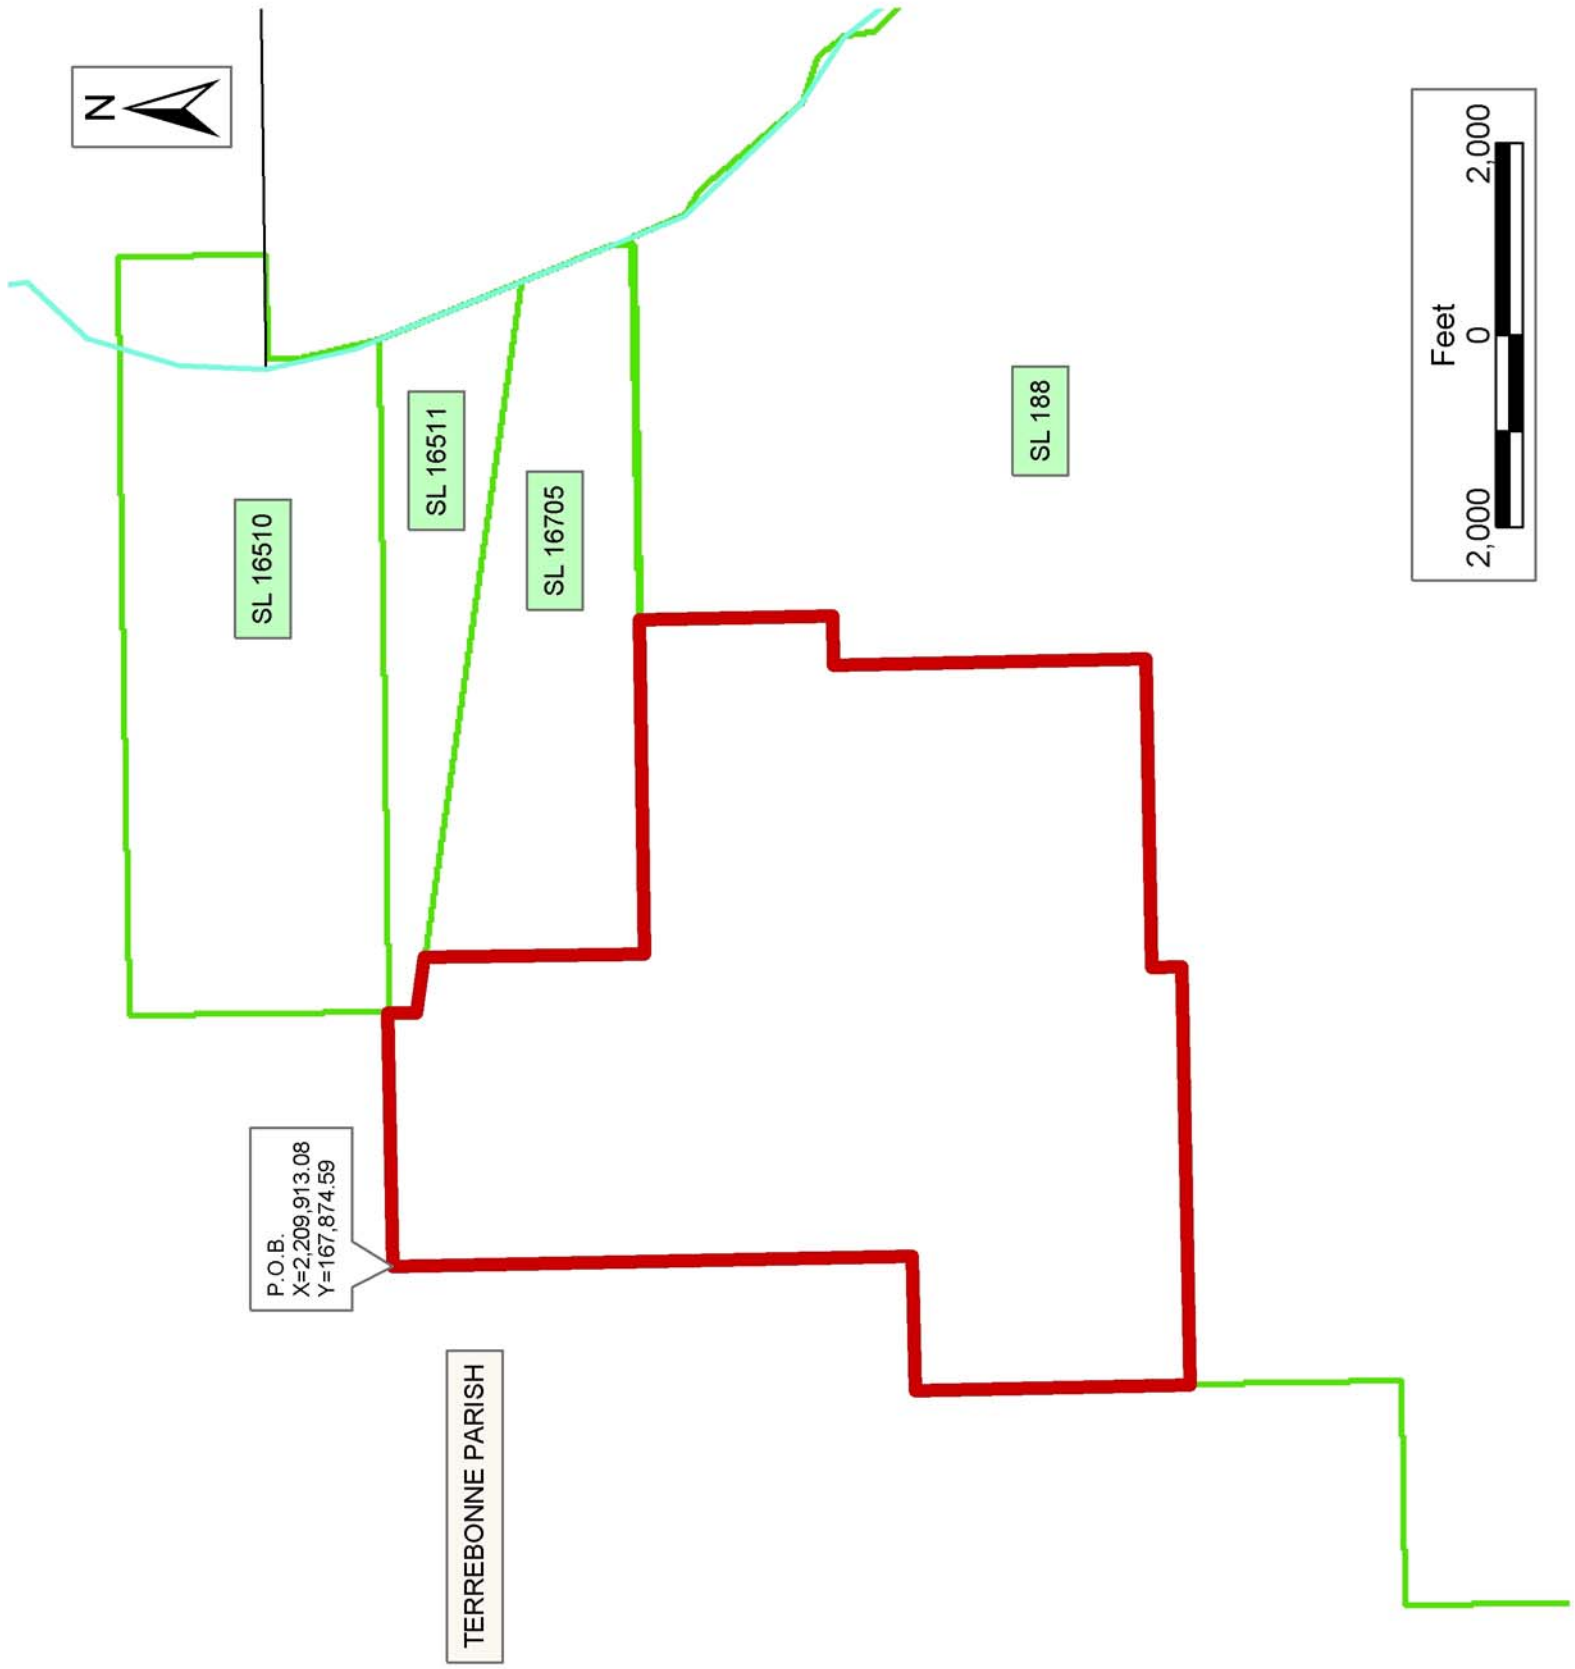 N
SL 16510
SL 16511
SL 16705
P.O.B.
X=2,209,913.08
Y=167,874.59
TERREBONNE PARISH
SL 188
Feet
2,000 0 2,000